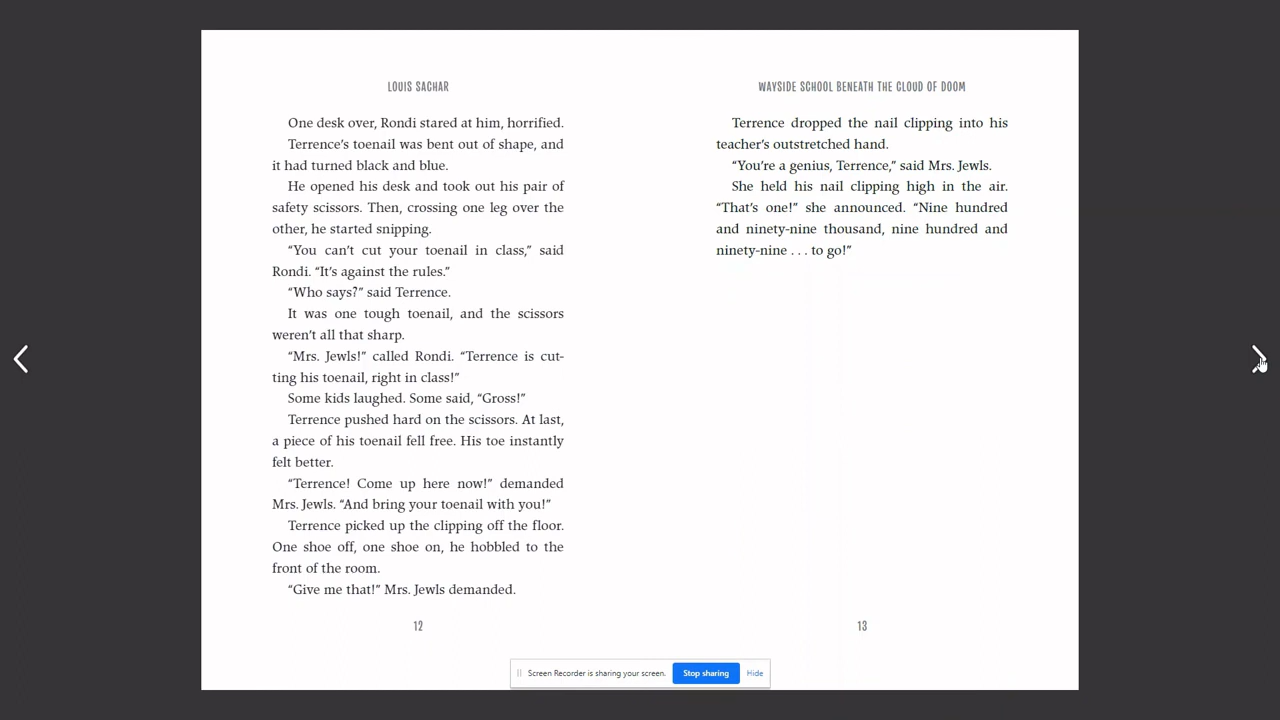 LOUIS SACHAR
One desk over, Rondi stared at him, horrified.
Terrence’s toenail was bent out of shape, and
it had turned black and blue.
He opened his desk and took out his pair of
safety scissors. Then, crossing one leg over the
other, he started snipping.
“You can’t cut your toenail in class,” said
Rondi. “It’s against the rules.”
“Who says?” said Terrence.
It was one tough toenail, and the scissors
weren’t all that sharp.
“Mrs. Jewls!” called Rondi. “Terrence is cut-
ting his toenail, right in class!”
Some kids laughed. Some said, “Gross!”
Terrence pushed hard on the scissors. At last,
a piece of his toenail fell free. His toe instantly
felt better.
“Terrence! Come up here now!” demanded
Mrs. Jewls. “And bring your toenail with you!”
Terrence picked up the clipping off the floor.
One shoe off, one shoe on, he hobbled to the
front of the room.
“Give me that!” Mrs. Jewls demanded.
12
WAYSIDE SCHOOL BENEATH THE CLOUD OF DOOM
Terrence dropped the nail clipping into his
teacher’s outstretched hand.
“You’re a genius, Terrence,” said Mrs. Jewls.
She held his nail clipping high in the air.
“That’s one!” she announced. “Nine hundred
and ninety-nine thousand, nine hundred and
ninety-nine . . . to go!”
13
Screen Recorder is sharing your screen. Stop sharing Hide